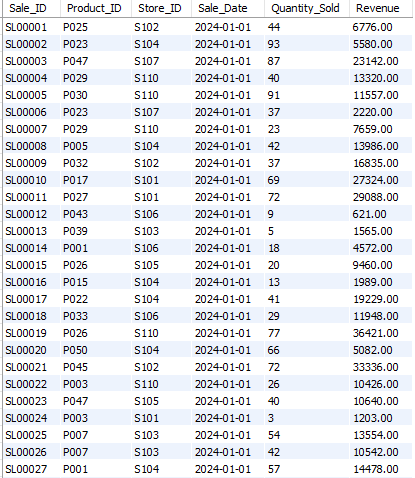 Sale_ID Product_ID Store_ID Sale_Date Quantity_Sold Revenue
SL00001 P025 S102 2024-01-01 44 6776.00
SL00002 P023 S104 2024-01-01 93 5580.00
SL00003 P047 S107 2024-01-01 87 23142.00
SL00004 P029 S110 2024-01-01 40 13320.00
SL00005 P030 S110 2024-01-01 91 11557.00
SL00006 P023 S107 2024-01-01 37 2220.00
SL00007 P029 S110 2024-01-01 23 7659.00
SL00008 P005 S104 2024-01-01 42 13986.00
SL00009 P032 S102 2024-01-01 37 16835.00
SL00010 P017 S101 2024-01-01 69 27324.00
SL00011 P027 S101 2024-01-01 72 29088.00
SL00012 P043 S106 2024-01-01 9 621.00
SL00013 P039 S103 2024-01-01 5 1565.00
SL00014 P001 S106 2024-01-01 18 4572.00
SL00015 P026 S105 2024-01-01 20 9460.00
SL00016 P015 S104 2024-01-01 13 1989.00
SL00017 P022 S104 2024-01-01 41 19229.00
SL00018 P033 S106 2024-01-01 29 11948.00
SL00019 P026 S110 2024-01-01 77 36421.00
SL00020 P050 S104 2024-01-01 66 5082.00
SL00021 P045 S102 2024-01-01 72 33336.00
SL00022 P003 S110 2024-01-01 26 10426.00
SL00023 P047 S105 2024-01-01 40 10640.00
SL00024 P003 S101 2024-01-01 3 1203.00
SL00025 P007 S103 2024-01-01 54 13554.00
SL00026 P007 S103 2024-01-01 42 10542.00
SL00027 P001 S104 2024-01-01 57 14478.00